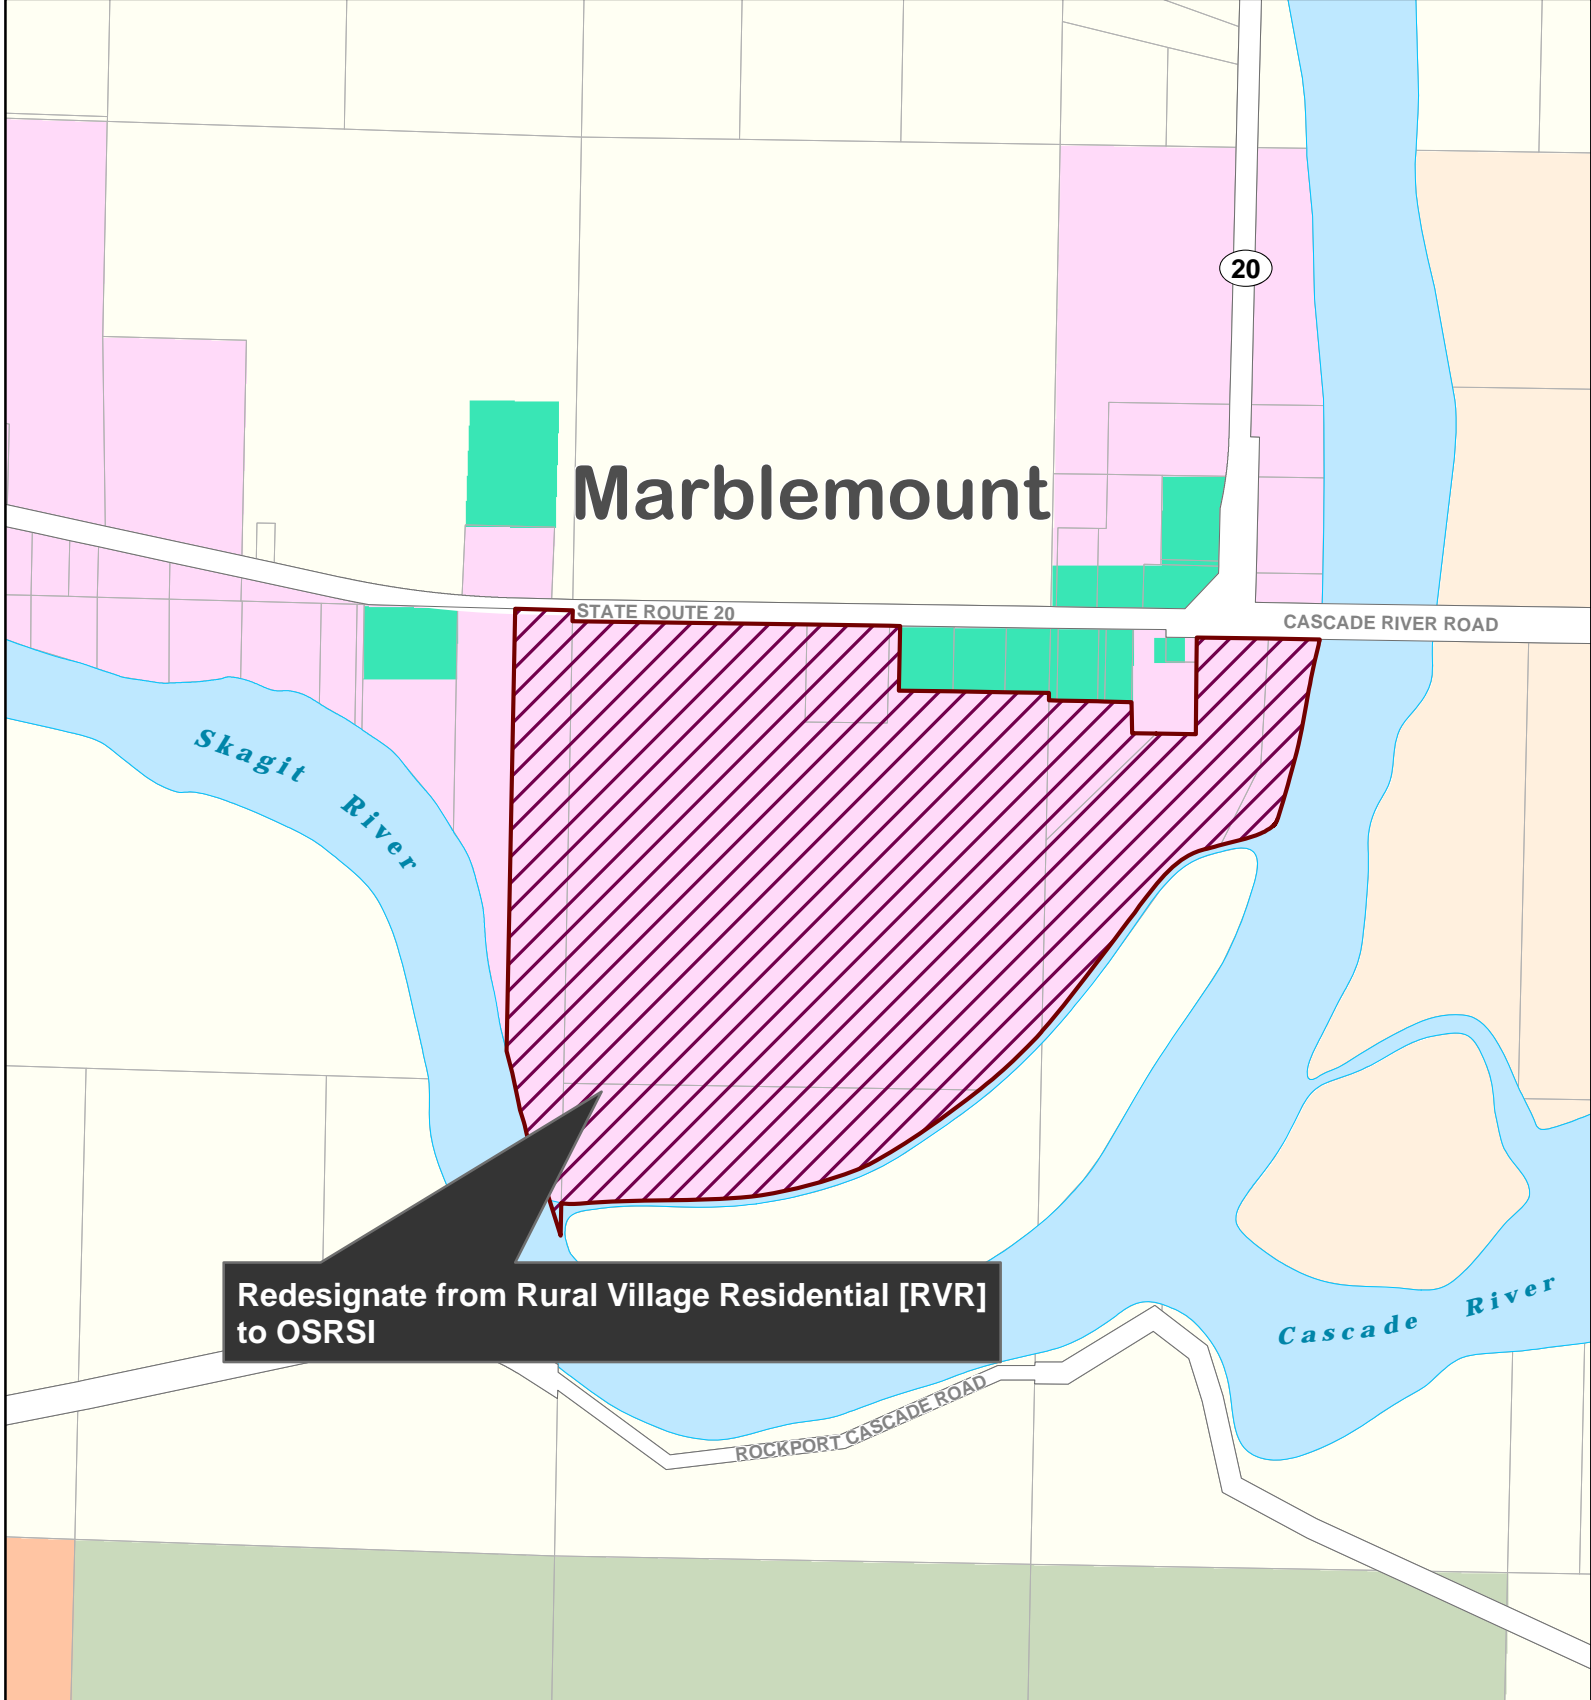 20
Marblemount
STATE ROUTE 20
CASCADE RIVER ROAD
Skagit River
Redesignate from Rural Village Residential [RVR]
to OSRSI
Cascade River
ROCKPORT CASCADE ROAD